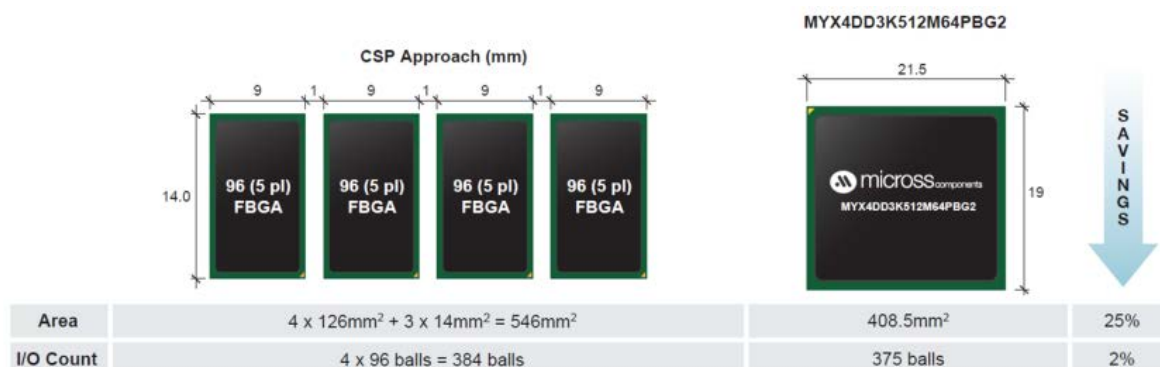 MYX4DD3K512M64PBG2
CSP Approach (mm)
21.5
9 1 9 1 9 1 9
14.0
96 (5 pl)
FBGA
96 (5 pl)
FBGA
96 (5 pl)
FBGA
96 (5 pl)
FBGA
micross components
MYX4DD3K512M64PBG2
19
SAVINGS
Area 4 x 126mm² + 3 x 14mm² = 546mm² 408.5mm² 25%
I/O Count 4 x 96 balls = 384 balls 375 balls 2%